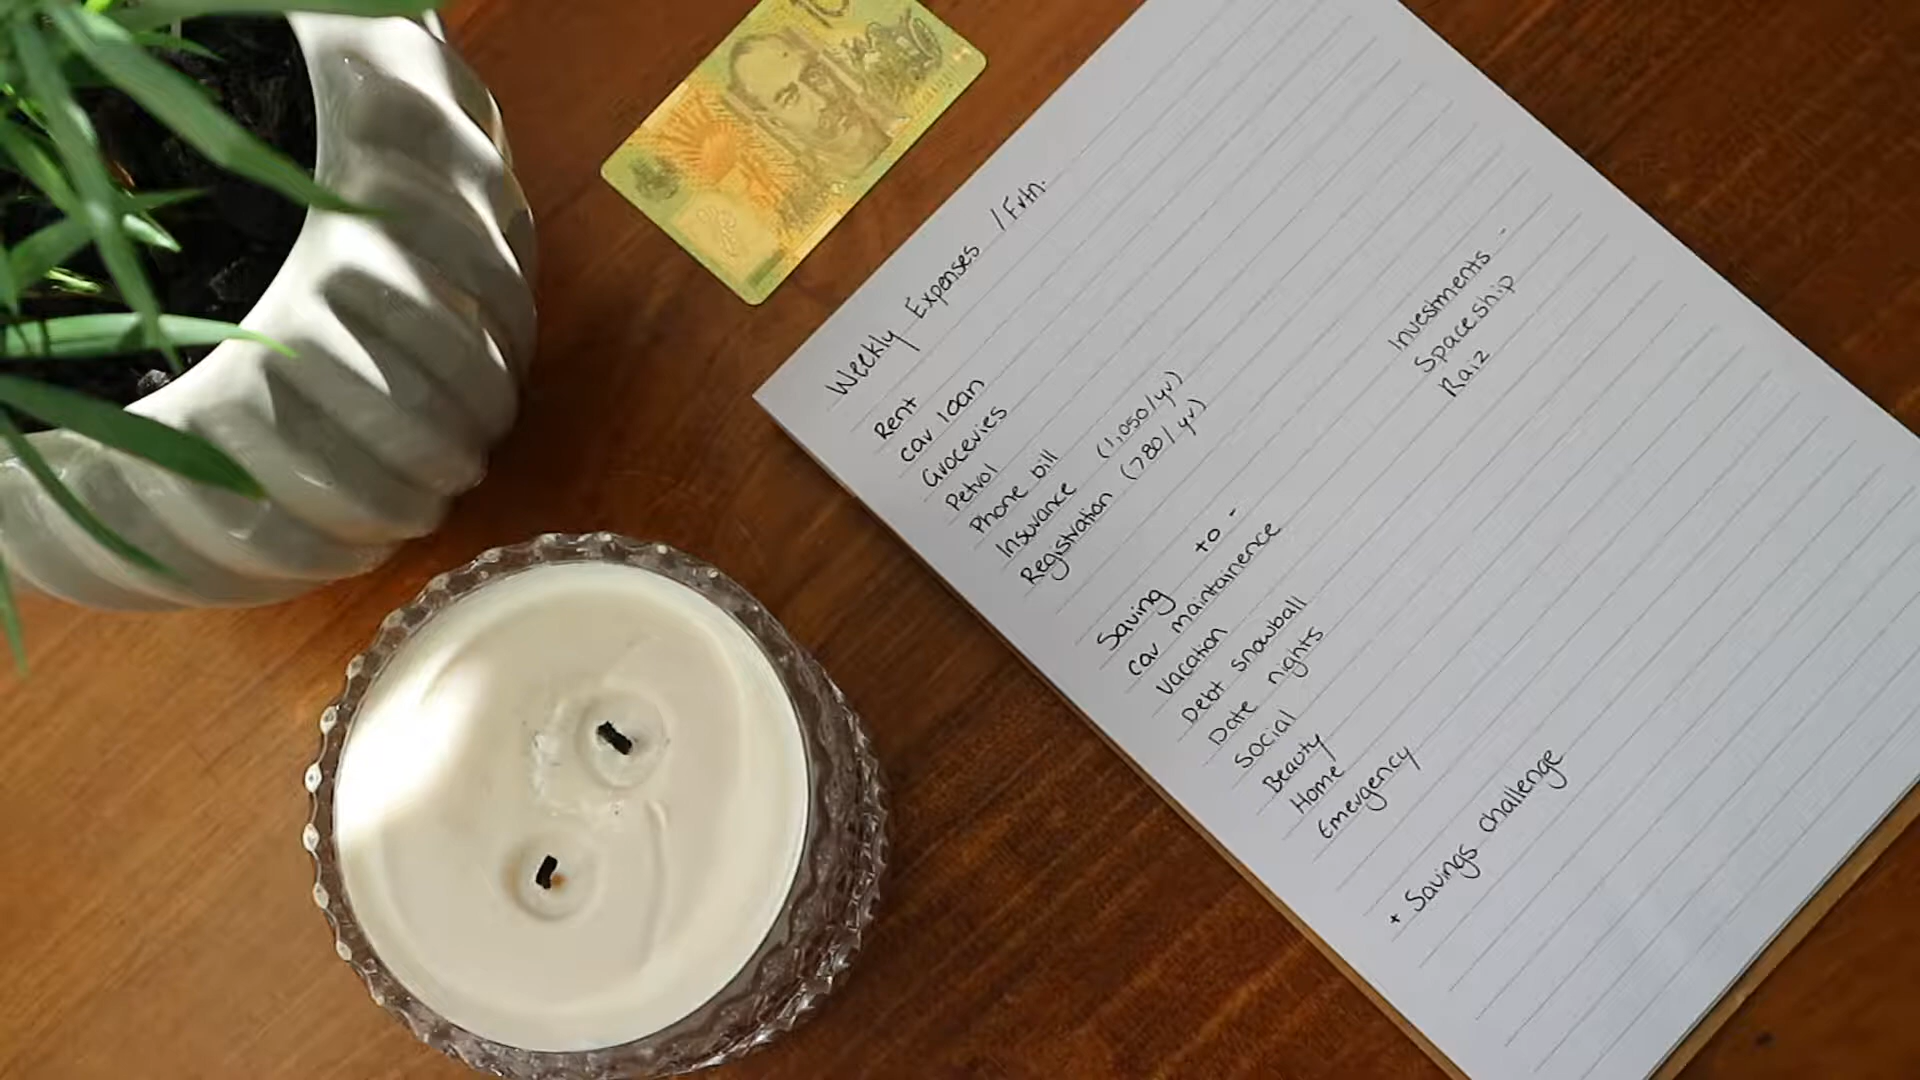 Weekly Expenses /Frtn.
Rent
car loan
Groceries
Petrol
Phone bill
Insurance (1,050/yr)
Registration (780/yr)
Saving to -
car maintainence
Vacation
Debt snowball
Date nights
Social
Beauty
Home
Emergency
+ Savings challenge
Investments -
Spaceship
Raiz